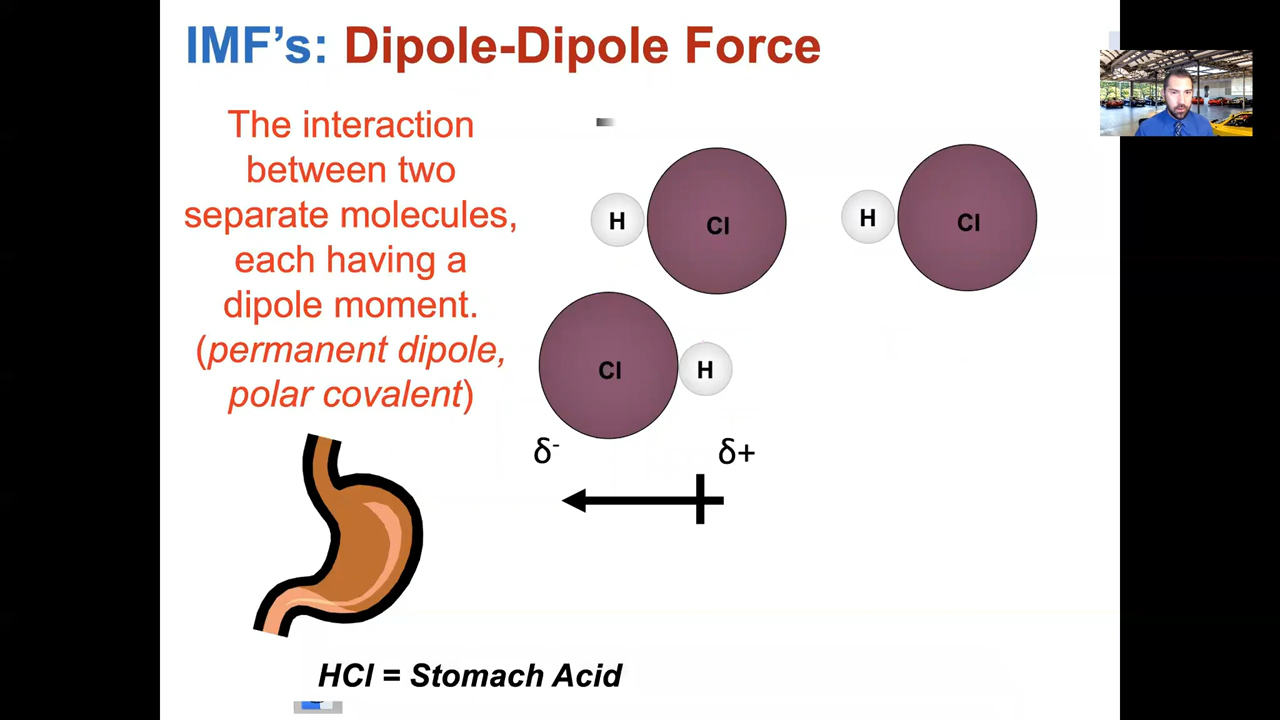 IMF's: Dipole-Dipole Force
The interaction
between two
separate molecules,
each having a
dipole moment.
(permanent dipole,
polar covalent)
H Cl
H Cl
Cl H
δ- δ+
HCl = Stomach Acid